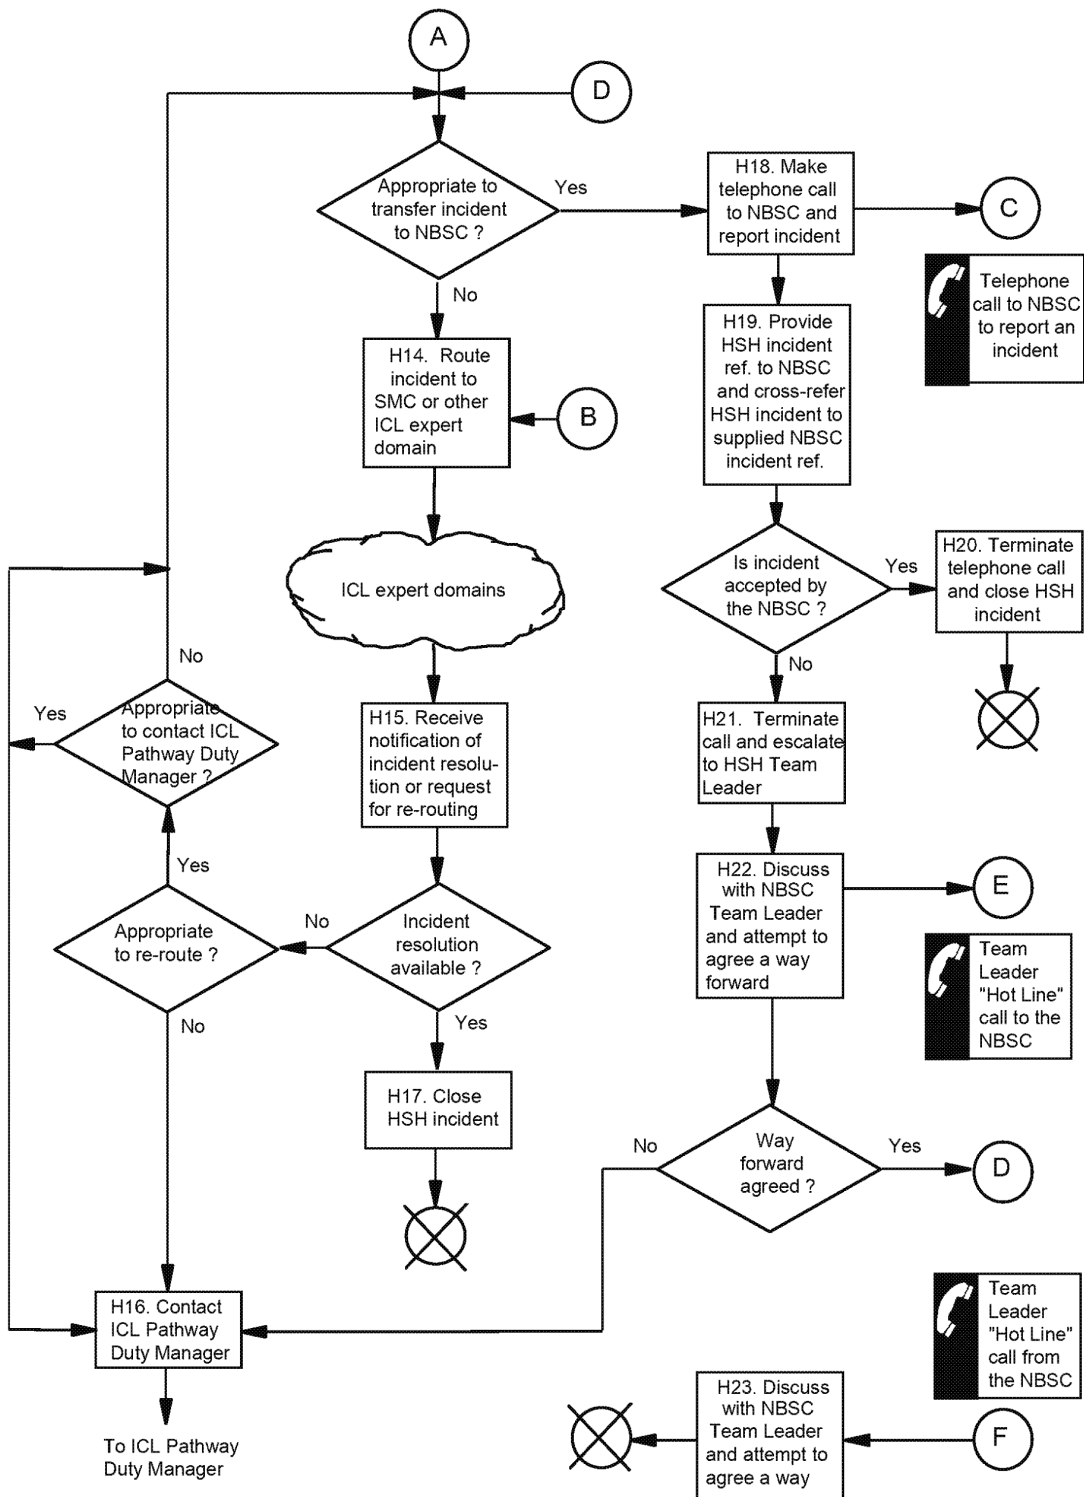 A
D
Appropriate to
transfer incident
to NBSC ?
Yes
No
H18. Make
telephone call
to NBSC and
report incident
C
Telephone
call to NBSC
to report an
incident
H14. Route
incident to
SMC or other
ICL expert
domain
B
H19. Provide
HSH incident
ref. to NBSC
and cross-refer
HSH incident to
supplied NBSC
incident ref.
ICL expert domains
Is incident
accepted by
the NBSC ?
Yes
No
H20. Terminate
telephone call
and close HSH
incident
No
Yes
Appropriate
to contact ICL
Pathway Duty
Manager ?
H15. Receive
notification of
incident resolu-
tion or request
for re-routing
H21. Terminate
call and escalate
to HSH Team
Leader
Yes
Appropriate
to re-route ?
No
No
Incident
resolution
available ?
Yes
H22. Discuss
with NBSC
Team Leader
and attempt to
agree a way
forward
E
Team
Leader
"Hot Line"
call to the
NBSC
H17. Close
HSH incident
No
Way
forward
agreed ?
Yes
D
H16. Contact
ICL Pathway
Duty Manager
To ICL Pathway
Duty Manager
Team
Leader
"Hot Line"
call from
the NBSC
H23. Discuss
with NBSC
Team Leader
and attempt to
agree a way
F